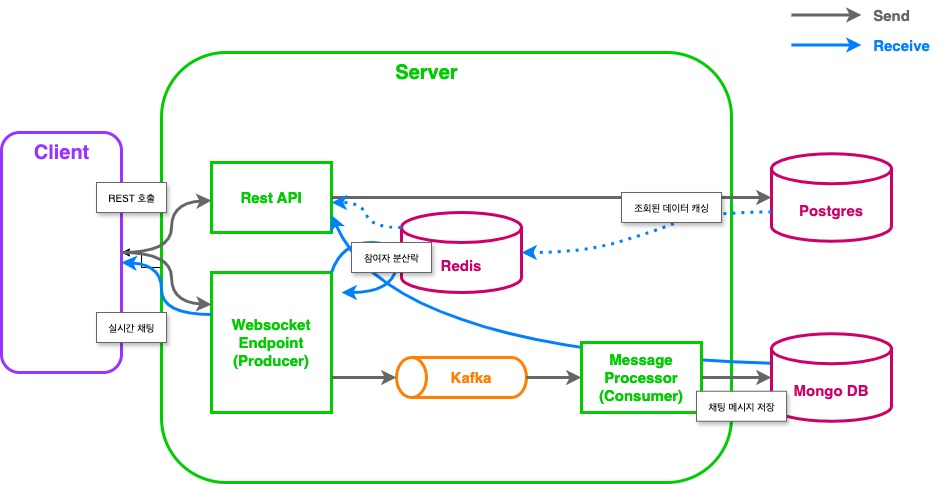 Send
Receive
Server
Client
REST 호출
Rest API
조회된 데이터 캐싱
Postgres
참여자 분산락
Redis
실시간 채팅
Websocket
Endpoint
(Producer)
Kafka
Message
Processor
(Consumer)
Mongo DB
채팅 메시지 저장